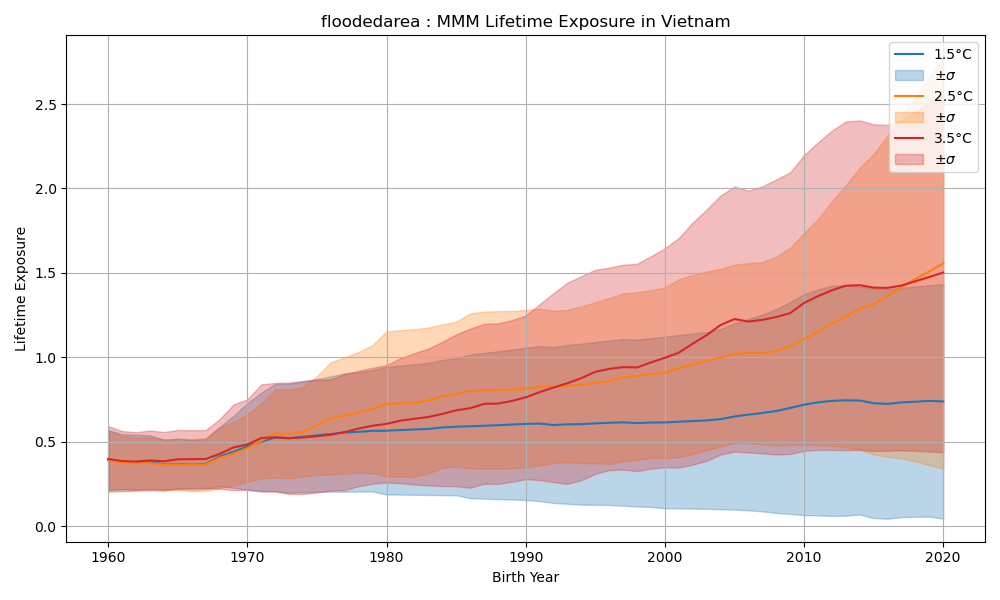 floodedarea : MMM Lifetime Exposure in Vietnam
1.5°C
±σ
2.5°C
±σ
3.5°C
±σ
Lifetime Exposure
2.5
2.0
1.5
1.0
0.5
0.0
1960 1970 1980 1990 2000 2010 2020
Birth Year